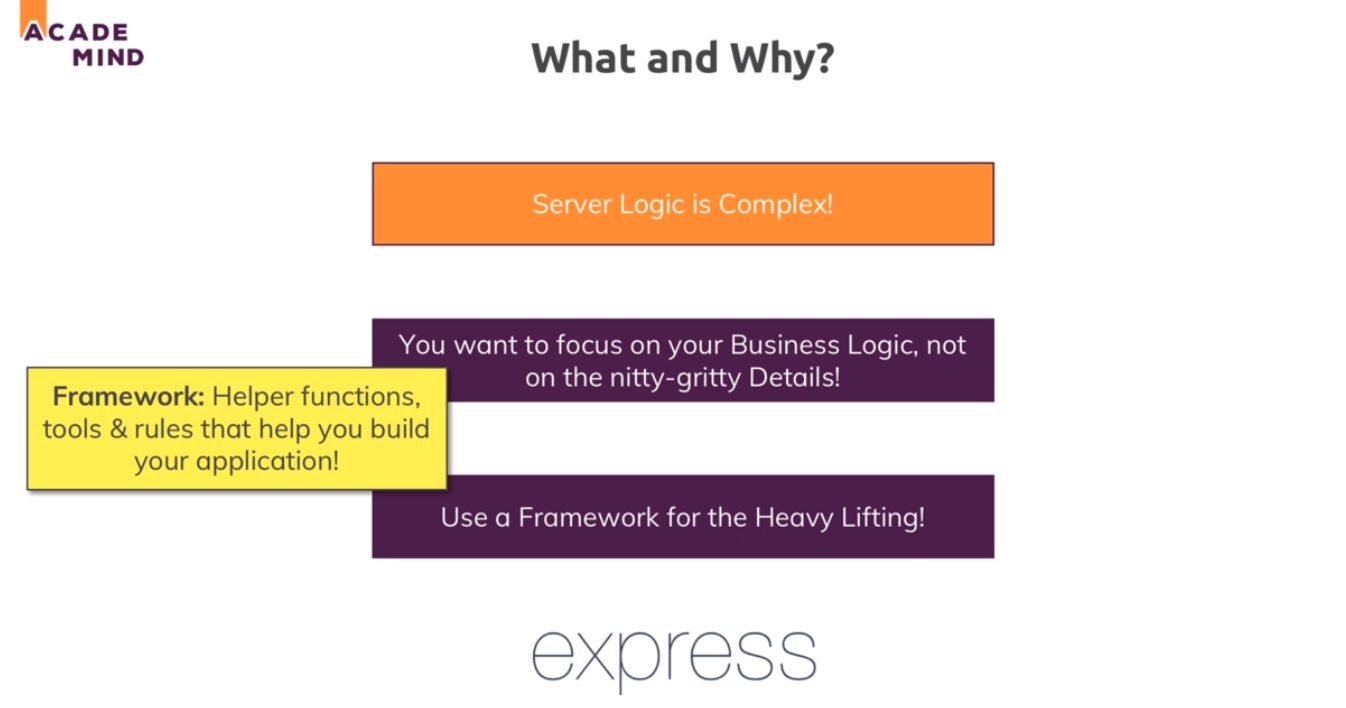 ACADE
MIND
What and Why?
Server Logic is Complex!
You want to focus on your Business Logic, not
on the nitty-gritty Details!
Framework: Helper functions,
tools & rules that help you build
your application!
Use a Framework for the Heavy Lifting!
express